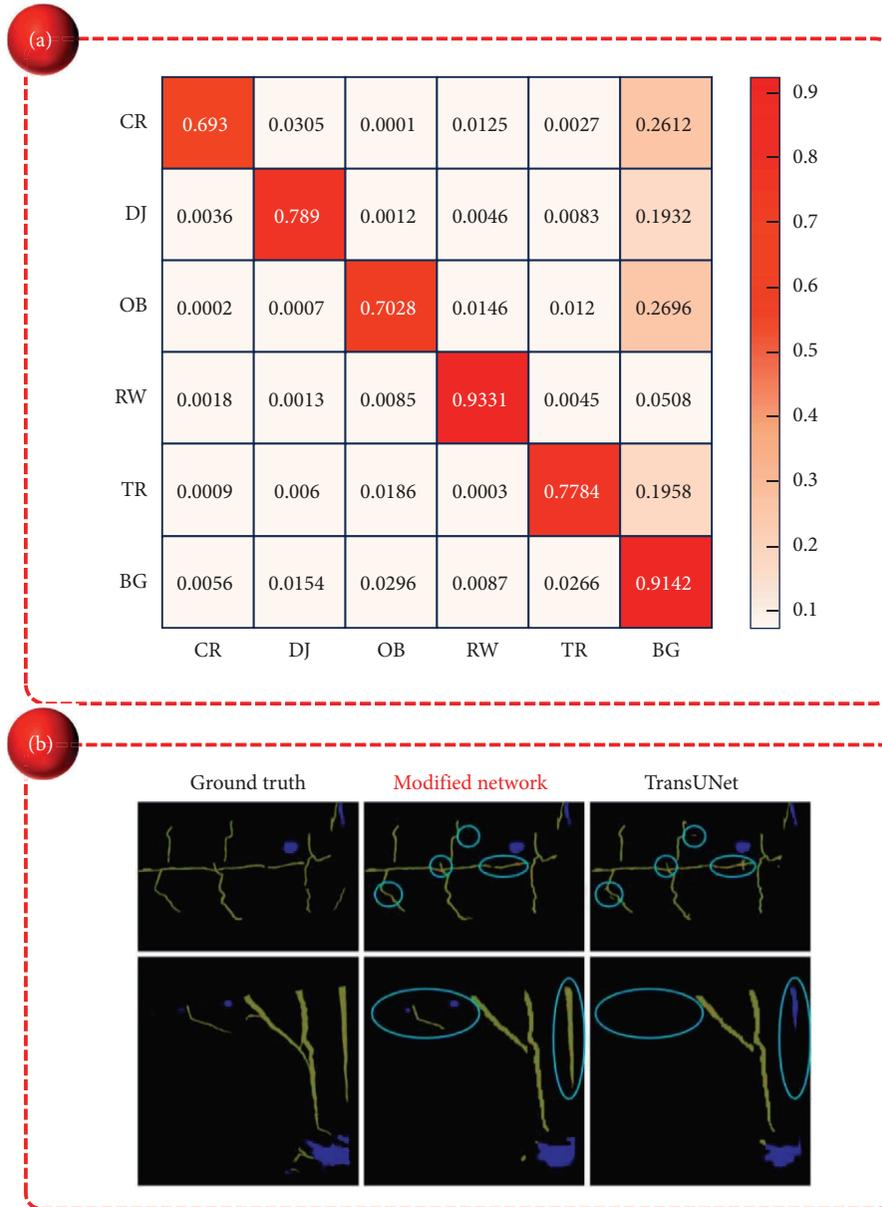 (a)
0.9
CR 0.693 0.0305 0.0001 0.0125 0.0027 0.2612
0.8
DJ 0.0036 0.789 0.0012 0.0046 0.0083 0.1932
0.7
0.6
OB 0.0002 0.0007 0.7028 0.0146 0.012 0.2696
0.5
RW 0.0018 0.0013 0.0085 0.9331 0.0045 0.0508
0.4
0.3
TR 0.0009 0.006 0.0186 0.0003 0.7784 0.1958
0.2
BG 0.0056 0.0154 0.0296 0.0087 0.0266 0.9142
0.1
CR DJ OB RW TR BG
(b)
Ground truth Modified network TransUNet